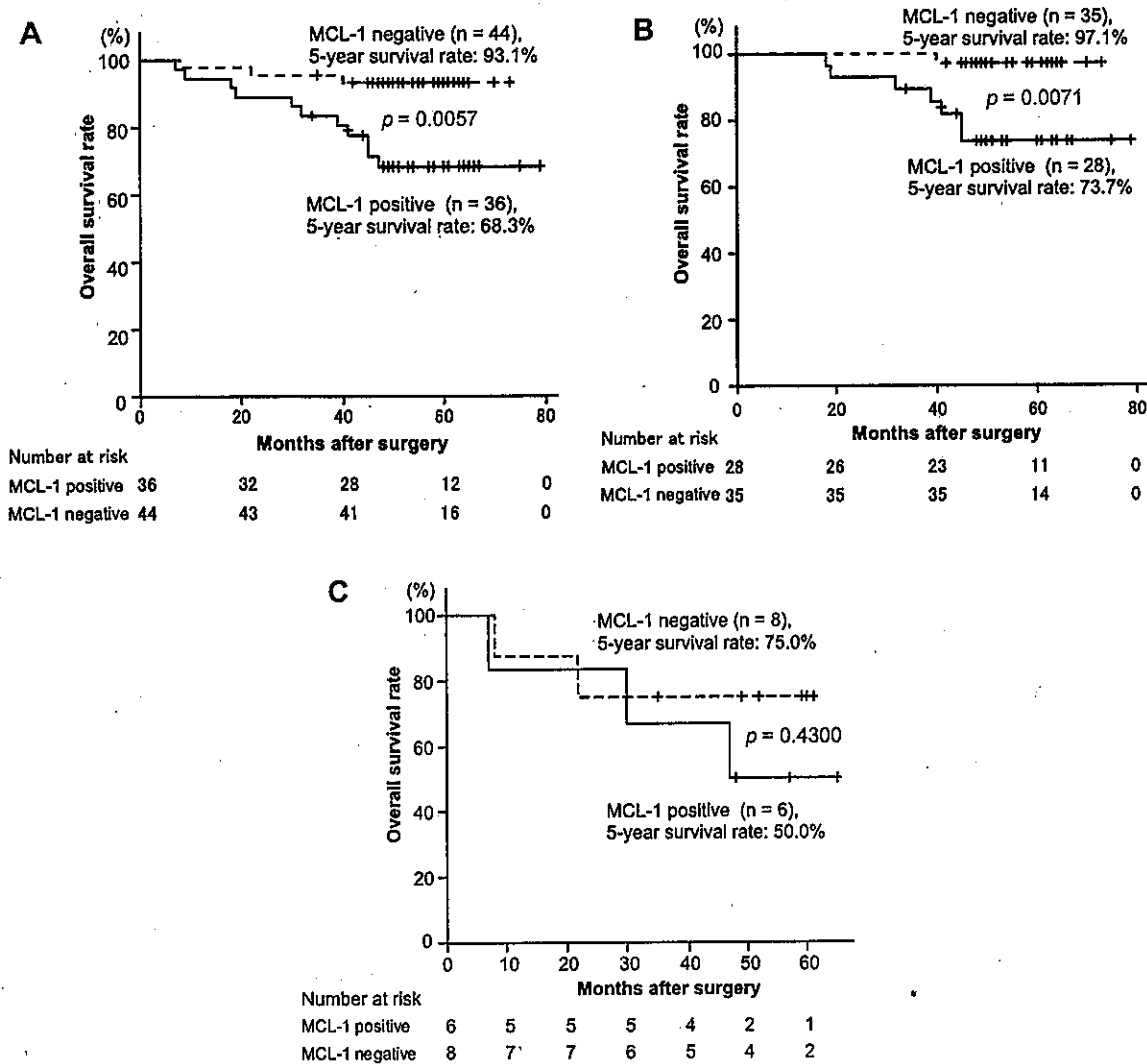 A
(%)
MCL-1 negative (n = 44),
5-year survival rate: 93.1%
100
80
60
40
20
0
p = 0.0057
MCL-1 positive (n = 36),
5-year survival rate: 68.3%
Overall survival rate
0 20 40 60 80
Months after surgery
Number at risk
MCL-1 positive 36 32 28 12 0
MCL-1 negative 44 43 41 16 0
B
(%)
MCL-1 negative (n = 35),
5-year survival rate: 97.1%
100
80
60
40
20
0
p = 0.0071
MCL-1 positive (n = 28),
5-year survival rate: 73.7%
Overall survival rate
0 20 40 60 80
Months after surgery
Number at risk
MCL-1 positive 28 26 23 11 0
MCL-1 negative 35 35 35 14 0
C
(%)
MCL-1 negative (n = 8),
5-year survival rate: 75.0%
100
80
60
40
20
0
p = 0.4300
MCL-1 positive (n = 6),
5-year survival rate: 50.0%
Overall survival rate
0 10 20 30 40 50 60
Months after surgery
Number at risk
MCL-1 positive 6 5 5 5 4 2 1
MCL-1 negative 8 7 7 6 5 4 2